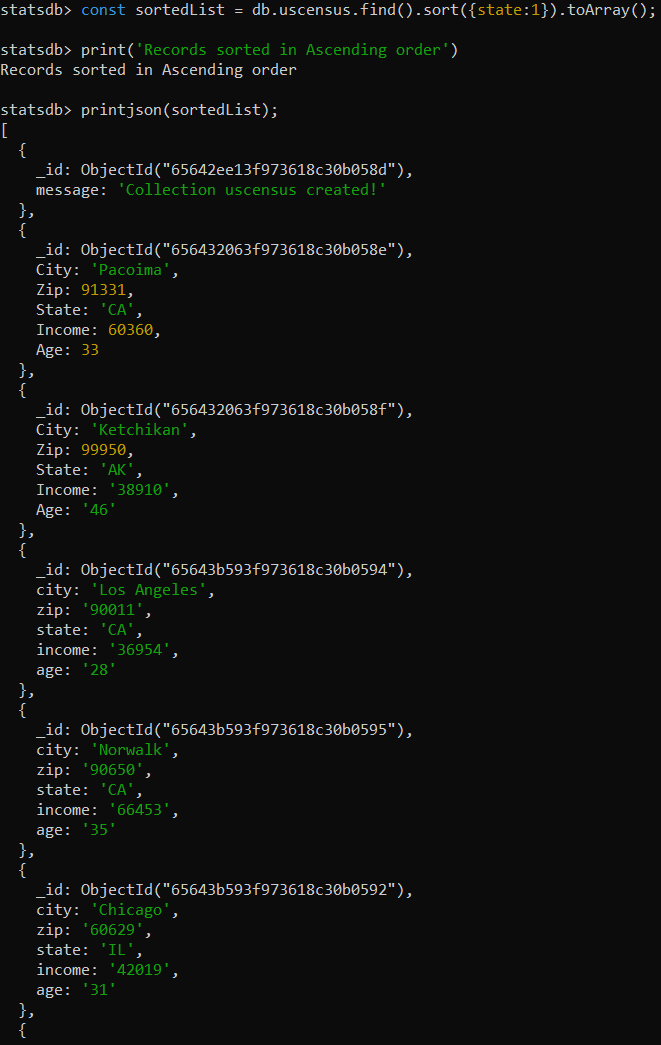 statsdb> const sortedList = db.uscensus.find().sort({state:1}).toArray();
statsdb> print('Records sorted in Ascending order')
Records sorted in Ascending order
statsdb> printjson(sortedList);
[
  {
    _id: ObjectId("65642ee13f973618c30b058d"),
    message: 'Collection uscensus created!'
  },
  {
    _id: ObjectId("656432063f973618c30b058e"),
    City: 'Pacoima',
    Zip: 91331,
    State: 'CA',
    Income: 60360,
    Age: 33
  },
  {
    _id: ObjectId("656432063f973618c30b058f"),
    City: 'Ketchikan',
    Zip: 99950,
    State: 'AK',
    Income: '38910',
    Age: '46'
  },
  {
    _id: ObjectId("65643b593f973618c30b0594"),
    city: 'Los Angeles',
    zip: '90011',
    state: 'CA',
    income: '36954',
    age: '28'
  },
  {
    _id: ObjectId("65643b593f973618c30b0595"),
    city: 'Norwalk',
    zip: '90650',
    state: 'CA',
    income: '66453',
    age: '35'
  },
  {
    _id: ObjectId("65643b593f973618c30b0592"),
    city: 'Chicago',
    zip: '60629',
    state: 'IL',
    income: '42019',
    age: '31'
  },
  {